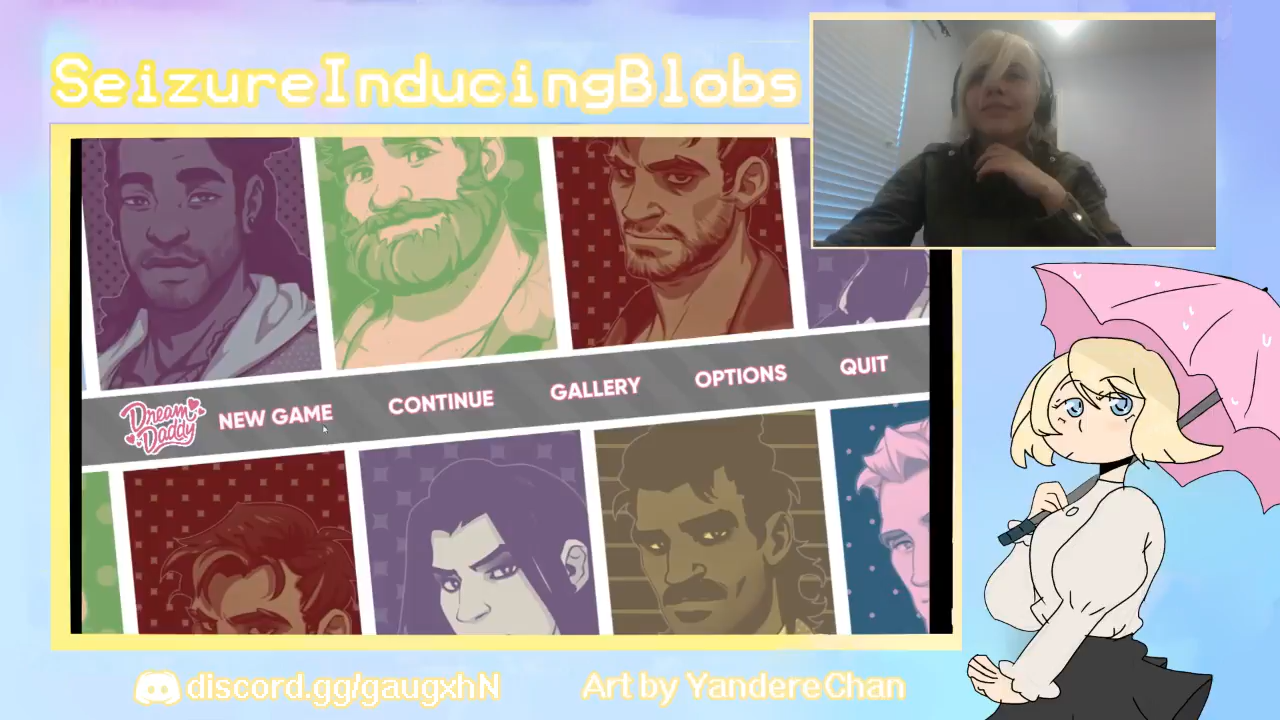 SeizureInducingBlobs
Dream Daddy
NEW GAME
CONTINUE
GALLERY
OPTIONS
QUIT
discord.gg/gaugxhN
Art by YandereChan